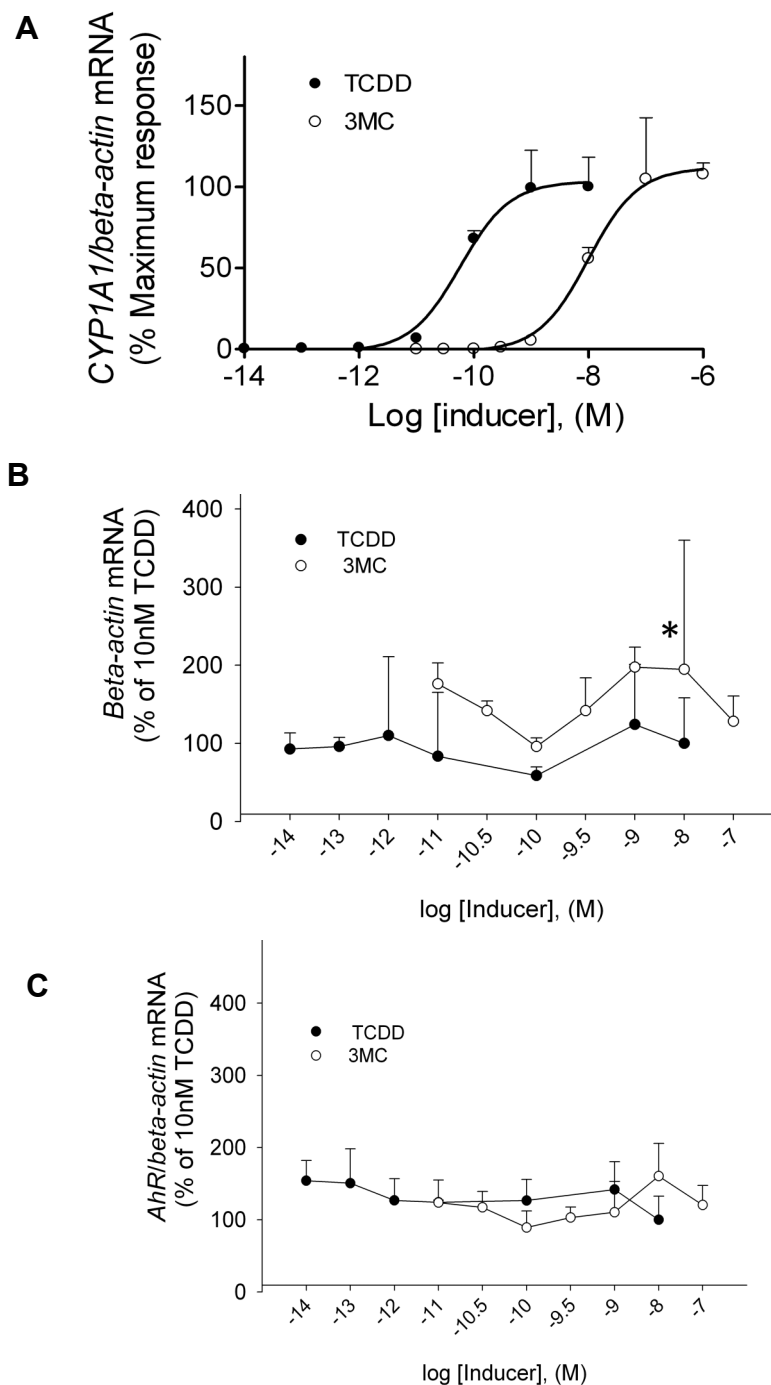 A
CYP1A1/beta-actin mRNA
(% Maximum response)
150
100
50
0
TCDD
3MC
-14
-12
-10
-8
-6
Log [inducer], (M)
B
Beta-actin mRNA
(% of 10nM TCDD)
400
300
200
100
0
TCDD
3MC
*
-14
-13
-12
-11
-10.5
-10
-9.5
-9
-8
-7
log [Inducer], (M)
C
AhR/beta-actin mRNA
(% of 10nM TCDD)
400
300
200
100
0
TCDD
3MC
-14
-13
-12
-11
-10.5
-10
-9.5
-9
-8
-7
log [Inducer], (M)